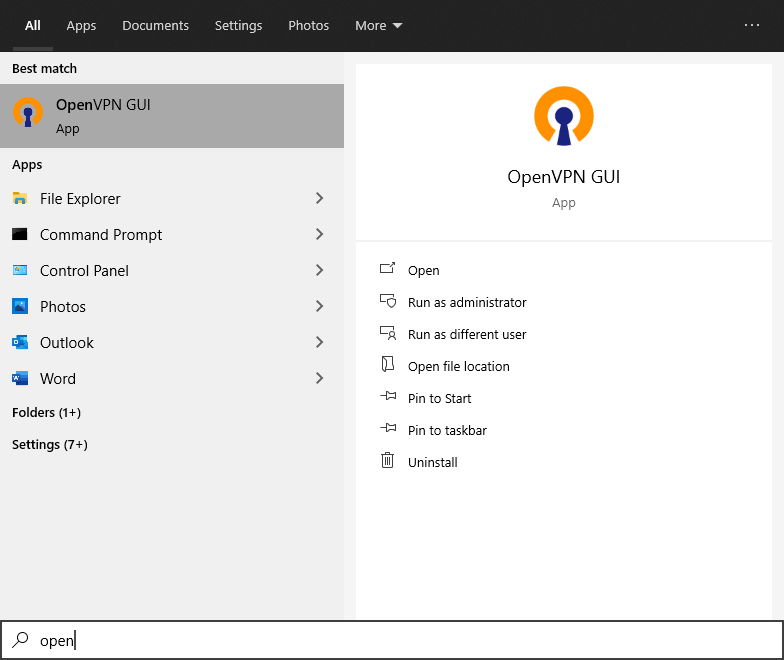 All Apps Documents Settings Photos More ...
Best match
OpenVPN GUI
App
Apps
File Explorer
Command Prompt
Control Panel
Photos
Outlook
Word
Folders (1+)
Settings (7+)
OpenVPN GUI
App
Open
Run as administrator
Run as different user
Open file location
Pin to Start
Pin to taskbar
Uninstall
open